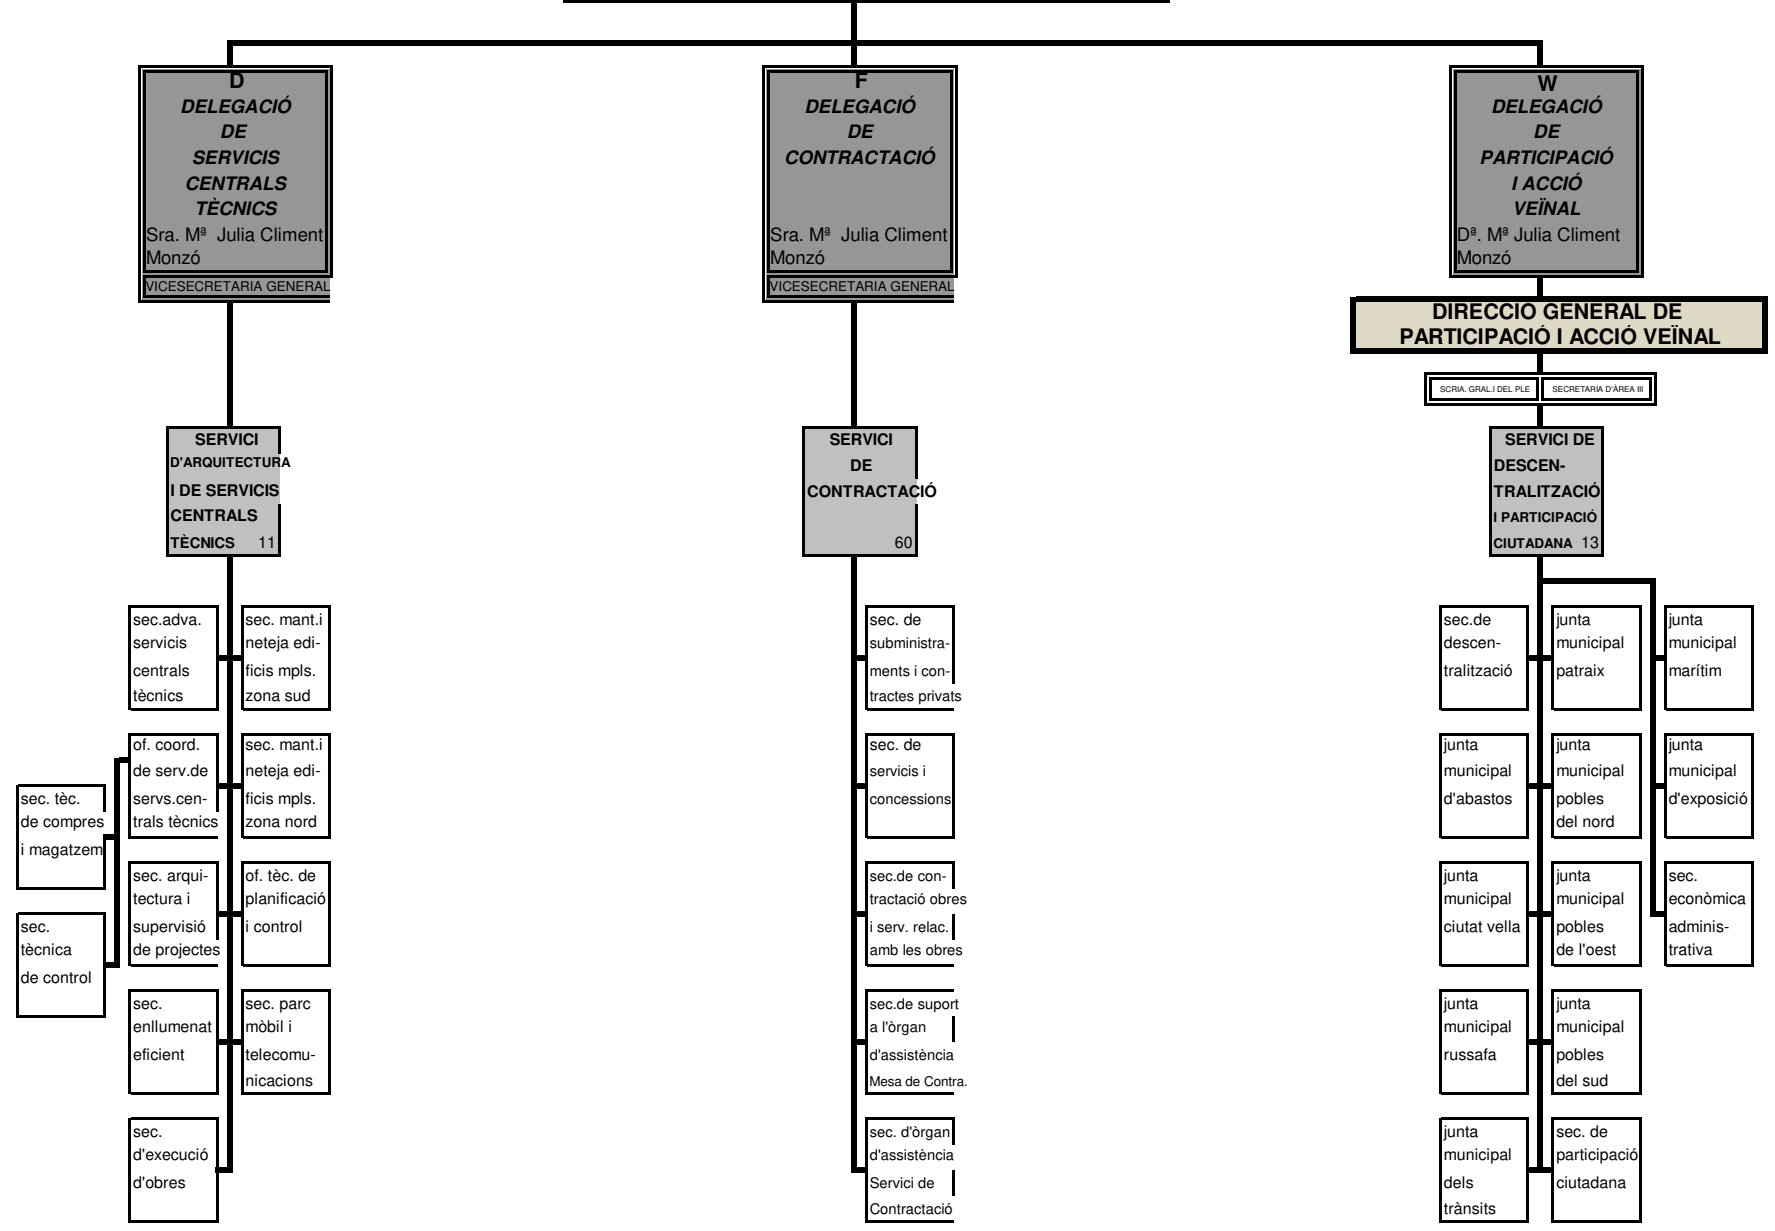 D
DELEGACIÓ
DE
SERVICIS
CENTRALS
TÈCNICS
Sra. Mª Julia Climent
Monzó
VICESECRETARIA GENERAL
F
DELEGACIÓ
DE
CONTRACTACIÓ
Sra. Mª Julia Climent
Monzó
VICESECRETARIA GENERAL
W
DELEGACIÓ
DE
PARTICIPACIÓ
I ACCIÓ
VEÏNAL
Dª. Mª Julia Climent
Monzó
DIRECCIO GENERAL DE
PARTICIPACIÓ I ACCIÓ VEÏNAL
SCRIA. GRAL.I DEL PLE
SECRETARIA D'ÀREA III
SERVICI
D'ARQUITECTURA
I DE SERVICIS
CENTRALS
TÈCNICS 11
SERVICI
DE
CONTRACTACIÓ
60
SERVICI DE
DESCEN-
TRALITZACIÓ
I PARTICIPACIÓ
CIUTADANA 13
sec.adva.
servicis
centrals
tècnics
sec. mant.i
neteja edi-
ficis mpls.
zona sud
of. coord.
de serv.de
servs.cen-
trals tècnics
sec. mant.i
neteja edi-
ficis mpls.
zona nord
sec. tèc.
de compres
i magatzem
sec. arqui-
tectura i
supervisió
de projectes
of. tèc. de
planificació
i control
sec.
tècnica
de control
sec.
enllumenat
eficient
sec. parc
mòbil i
telecomu-
nicacions
sec.
d'execució
d'obres
sec. de
subministra-
ments i con-
tractes privats
sec. de
servicis i
concessions
sec.de con-
tractació obres
i serv. relac.
amb les obres
sec.de suport
a l'òrgan
d'assistència
Mesa de Contra.
sec. d'òrgan
d'assistència
Servici de
Contractació
sec.de
descen-
tralització
junta
municipal
patraix
junta
municipal
marítim
junta
municipal
d'abastos
junta
municipal
pobles
del nord
junta
municipal
d'exposició
junta
municipal
ciutat vella
junta
municipal
pobles
de l'oest
sec.
econòmica
adminis-
trativa
junta
municipal
russafa
junta
municipal
pobles
del sud
junta
municipal
dels
trànsits
sec. de
participació
ciutadana